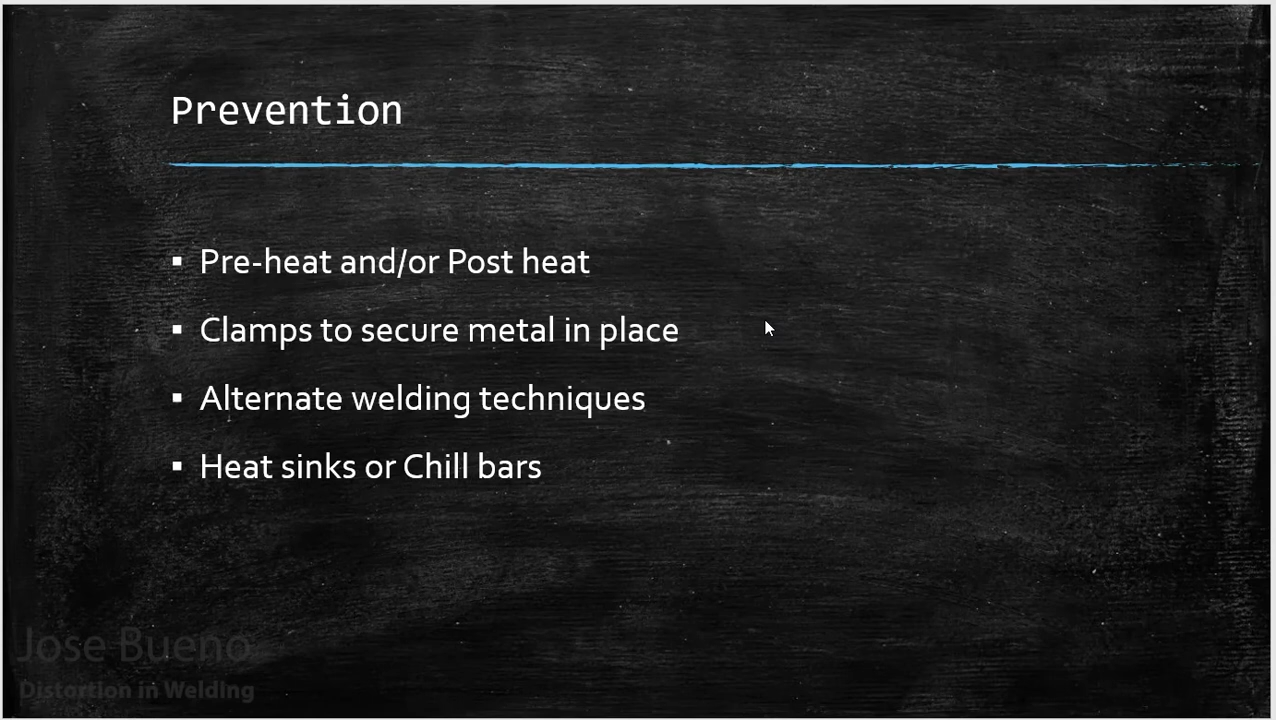 Prevention
▪ Pre-heat and/or Post heat
▪ Clamps to secure metal in place
▪ Alternate welding techniques
▪ Heat sinks or Chill bars
Jose Bueno
Distortion in Welding